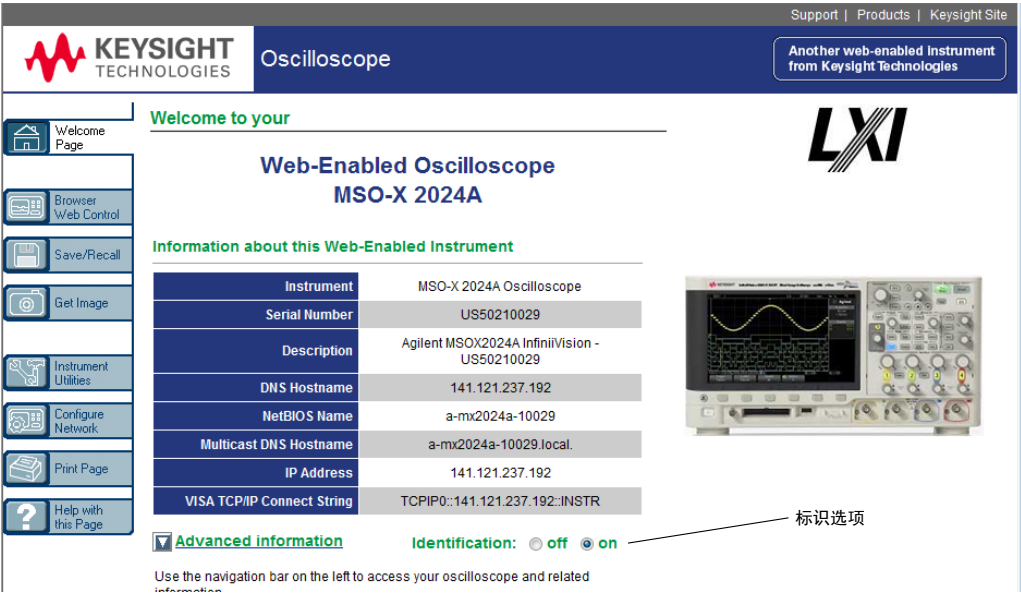 Support | Products | Keysight Site
KEYSIGHT
TECHNOLOGIES
Oscilloscope
Another web-enabled Instrument
from Keysight Technologies
Welcome
Page
Browser
Web Control
Save/Recall
Get Image
Instrument
Utilities
Configure
Network
Print Page
Help with
this Page
Welcome to your
Web-Enabled Oscilloscope
MSO-X 2024A
Information about this Web-Enabled Instrument
Instrument MSO-X 2024A Oscilloscope
Serial Number US50210029
Description Agilent MSOX2024A InfiniiVision -
US50210029
DNS Hostname 141.121.237.192
NetBIOS Name a-mx2024a-10029
Multicast DNS Hostname a-mx2024a-10029.local.
IP Address 141.121.237.192
VISA TCP/IP Connect String TCPIP0::141.121.237.192::INSTR
Advanced information Identification: off on
Use the navigation bar on the left to access your oscilloscope and related
information
LXI
标识选项